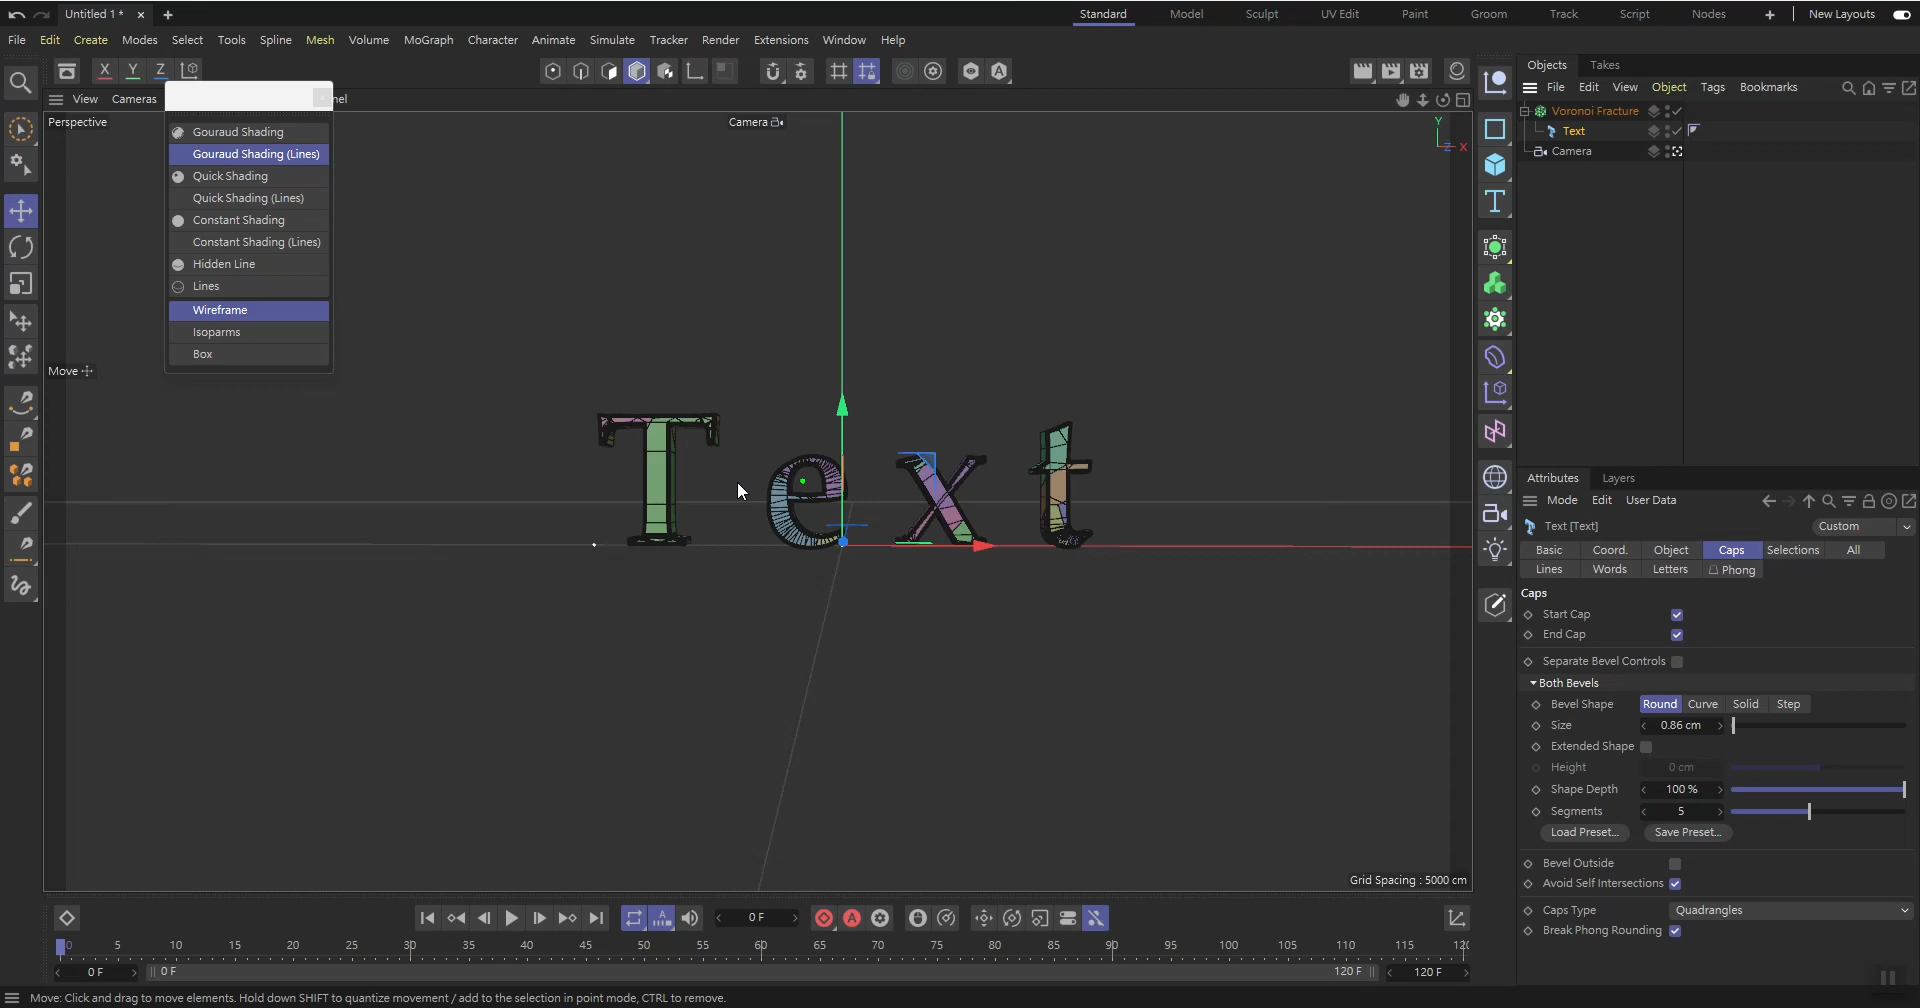 Untitled 1 *
Standard
Model
Sculpt
UV Edit
Paint
Groom
Track
Script
Nodes
New Layouts
File Edit Create Modes Select Tools Spline Mesh Volume MoGraph Character Animate Simulate Tracker Render Extensions Window Help
X Y Z
View Cameras
nel
Perspective
Camera
Gouraud Shading
Gouraud Shading (Lines)
Quick Shading
Quick Shading (Lines)
Constant Shading
Constant Shading (Lines)
Hidden Line
Lines
Wireframe
Isoparms
Box
Move
Text
Y
Z X
Grid Spacing : 5000 cm
Objects Takes
File Edit View Object Tags Bookmarks
Voronoi Fracture
Text
Camera
Attributes Layers
Mode Edit User Data
Text [Text]
Custom
Basic Coord. Object Caps Selections All
Lines Words Letters Phong
Caps
Start Cap
End Cap
Separate Bevel Controls
Both Bevels
Bevel Shape Round Curve Solid Step
Size 0.86 cm
Extended Shape
Height 0 cm
Shape Depth 100 %
Segments 5
Load Preset... Save Preset...
Bevel Outside
Avoid Self Intersections
Caps Type Quadrangles
Break Phong Rounding
0 F
0 5 10 15 20 25 30 35 40 45 50 55 60 65 70 75 80 85 90 95 100 105 110 115 120
0 F 0 F 120 F 120 F
Move: Click and drag to move elements. Hold down SHIFT to quantize movement / add to the selection in point mode, CTRL to remove.